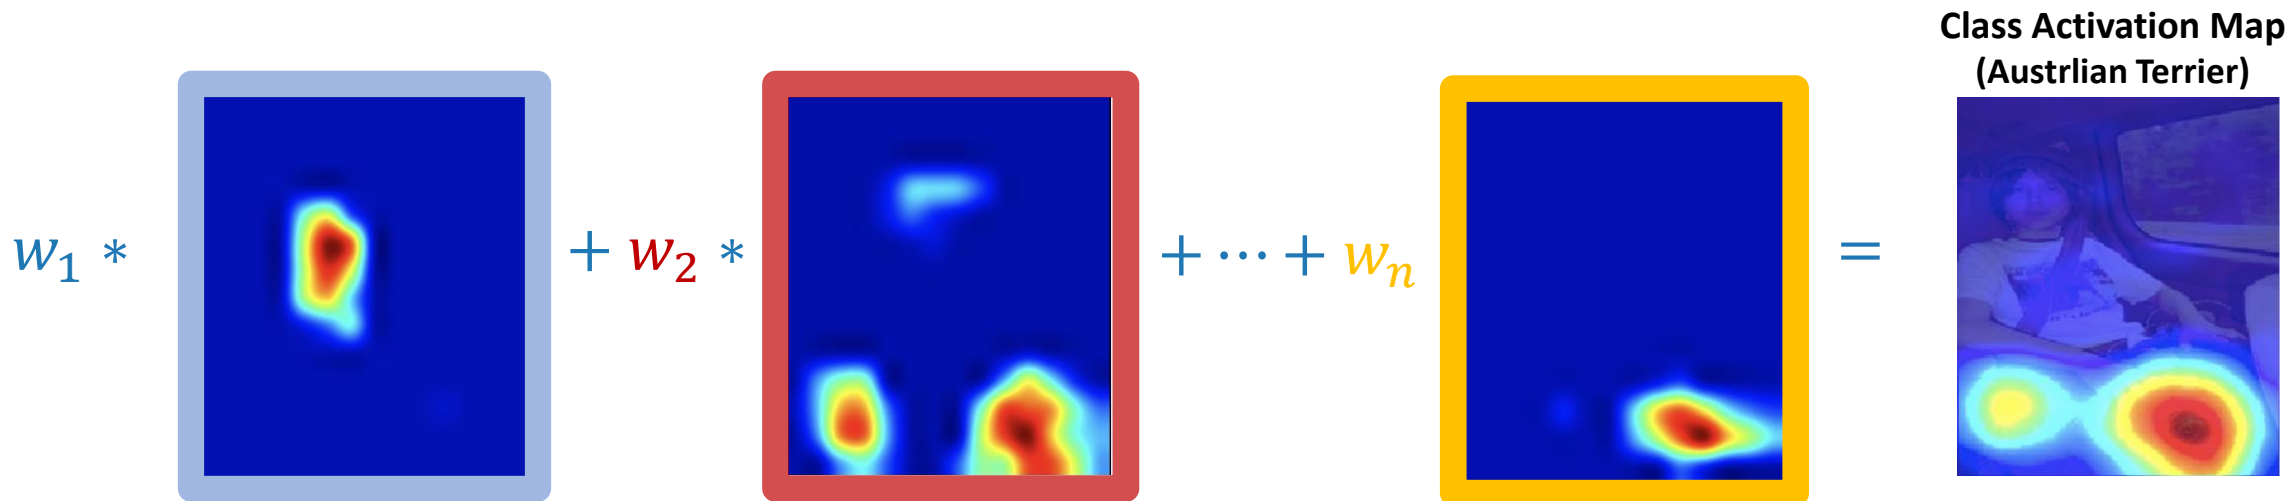 Class Activation Map
(Austrlian Terrier)
w₁ * + w₂ * + ⋯ + wₙ =